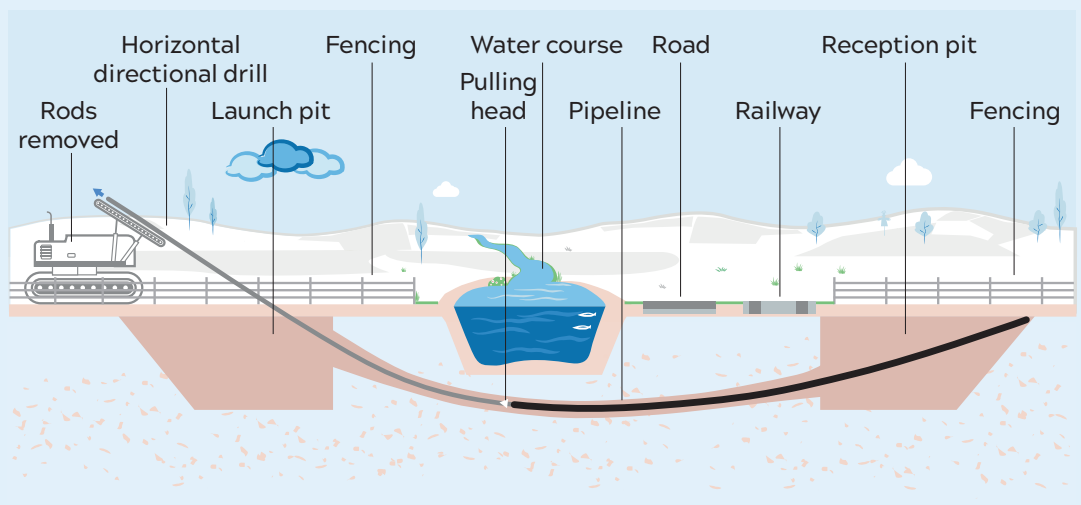 Horizontal
directional drill
Fencing
Water course
Road
Reception pit
Rods
removed
Launch pit
Pulling
head
Pipeline
Railway
Fencing